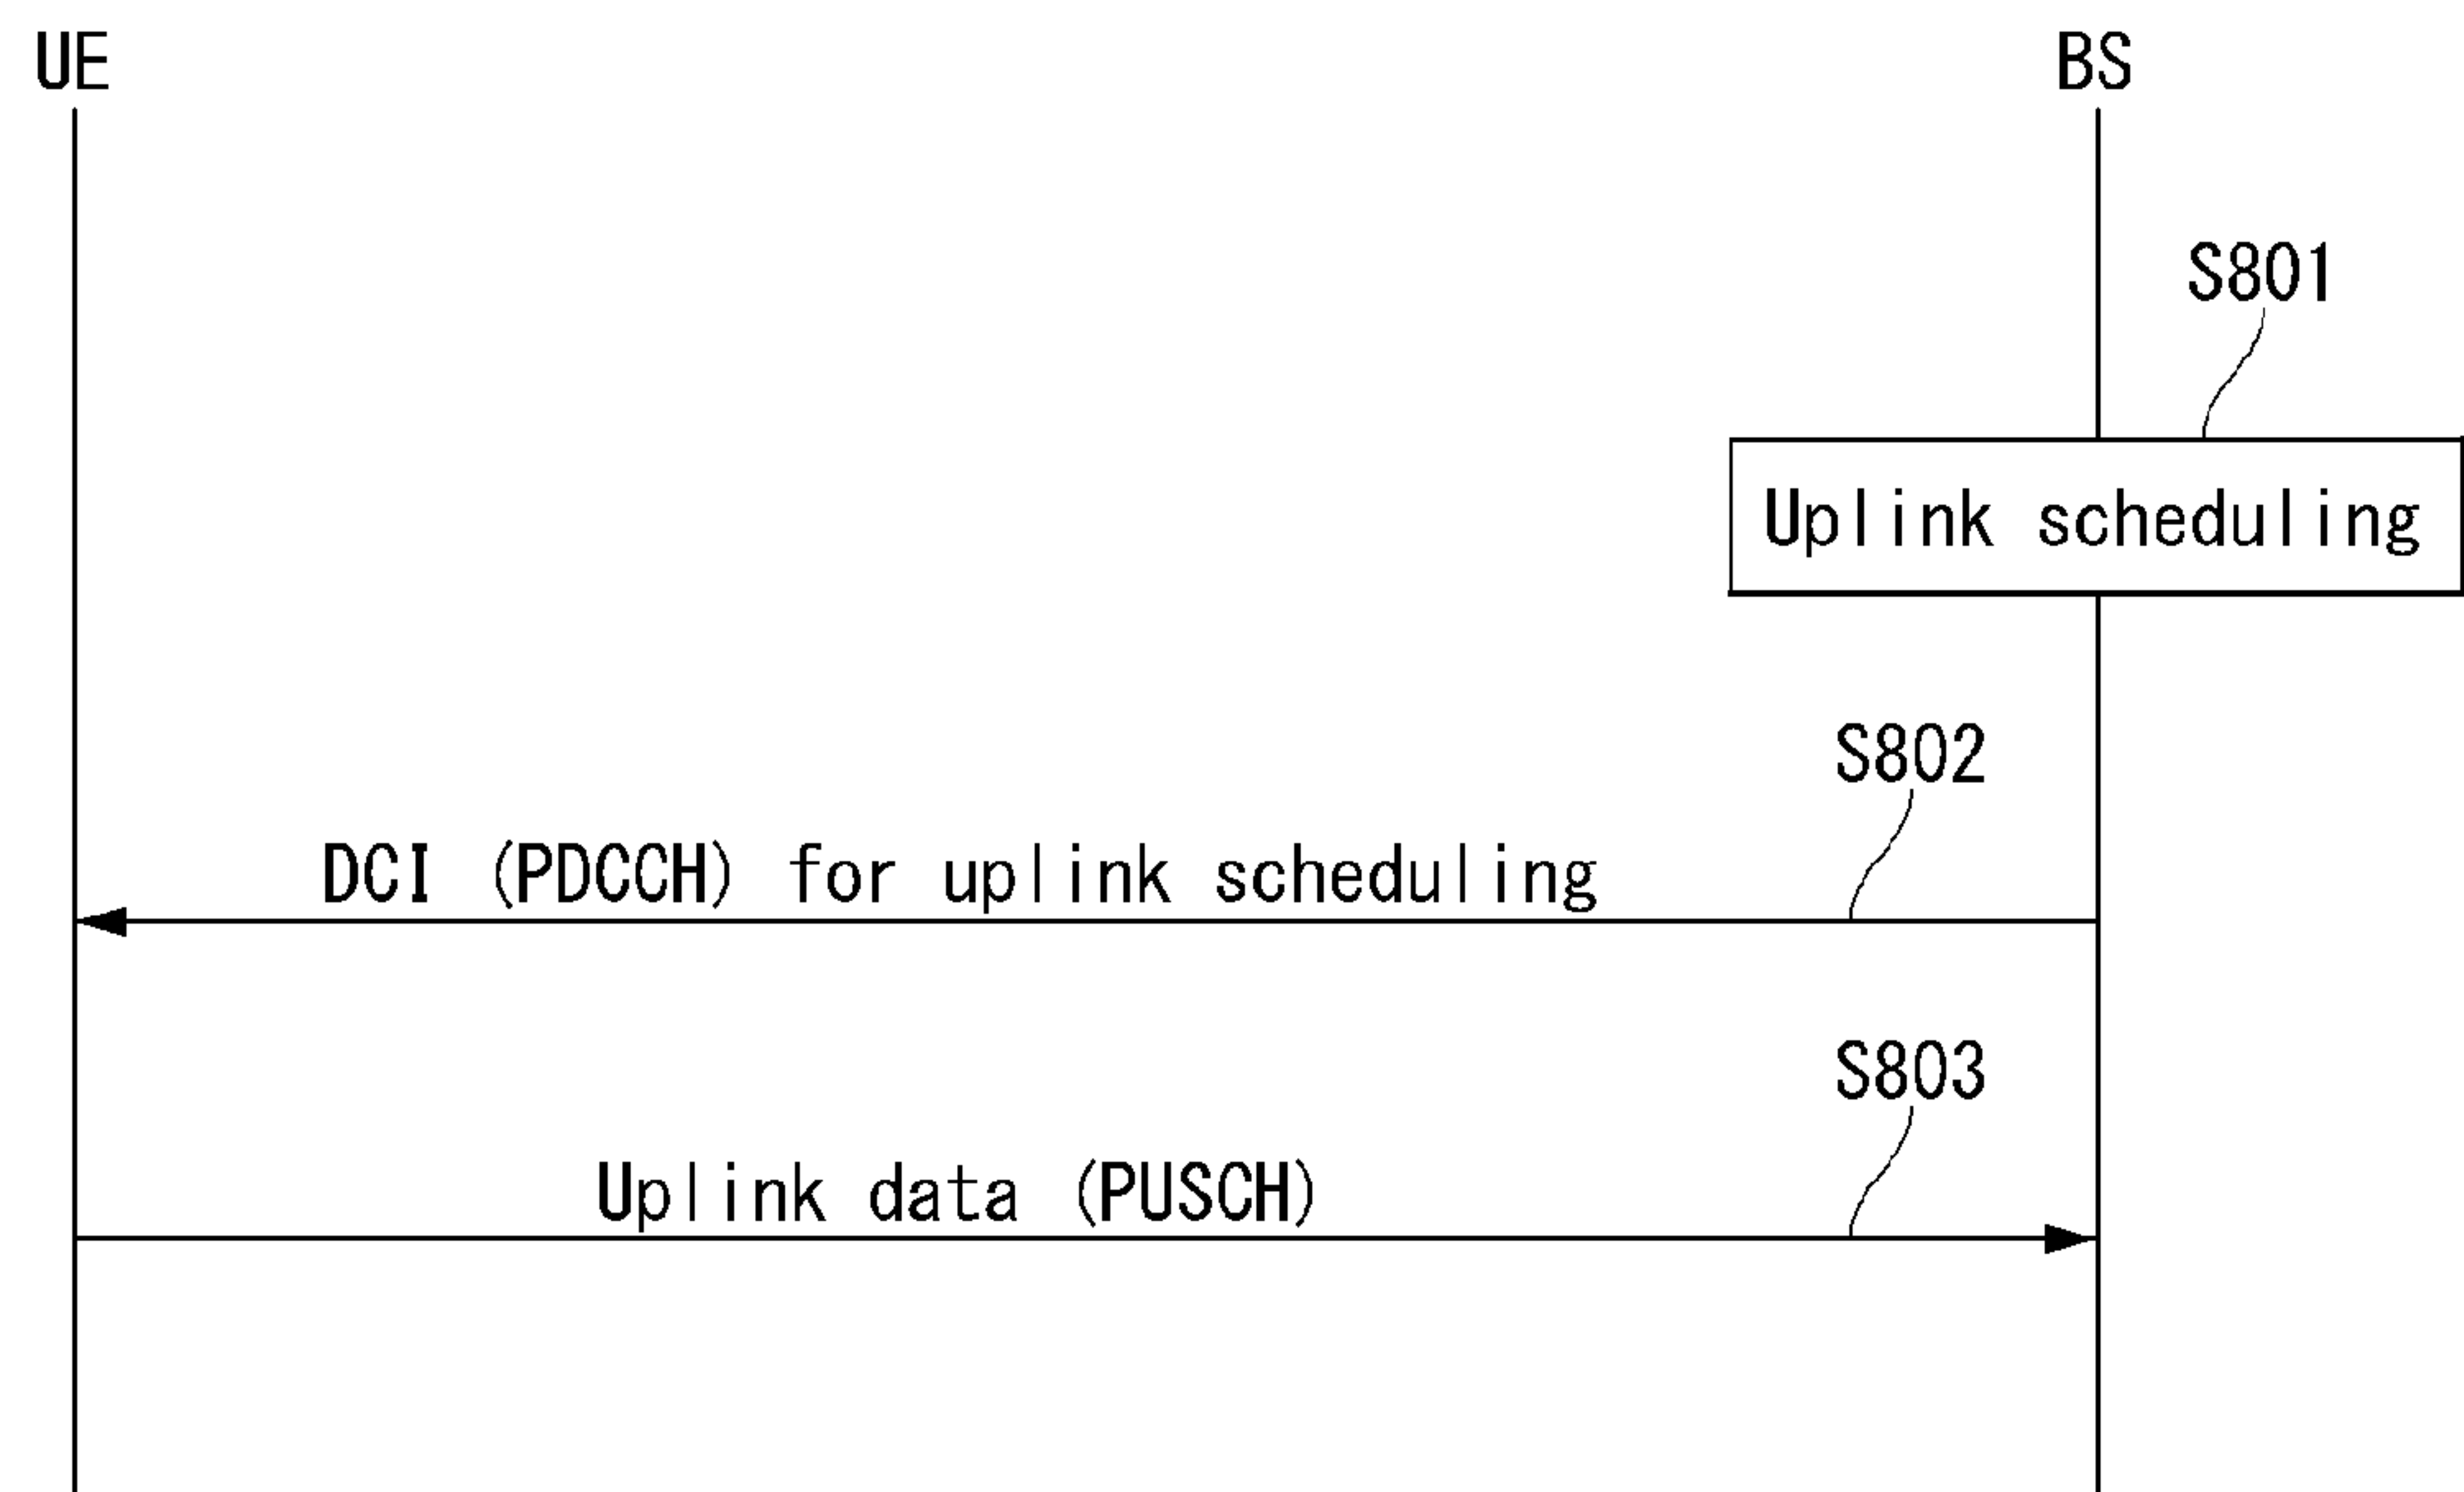 UE
BS
S801
Uplink scheduling
S802
DCI (PDCCH) for uplink scheduling
S803
Uplink data (PUSCH)